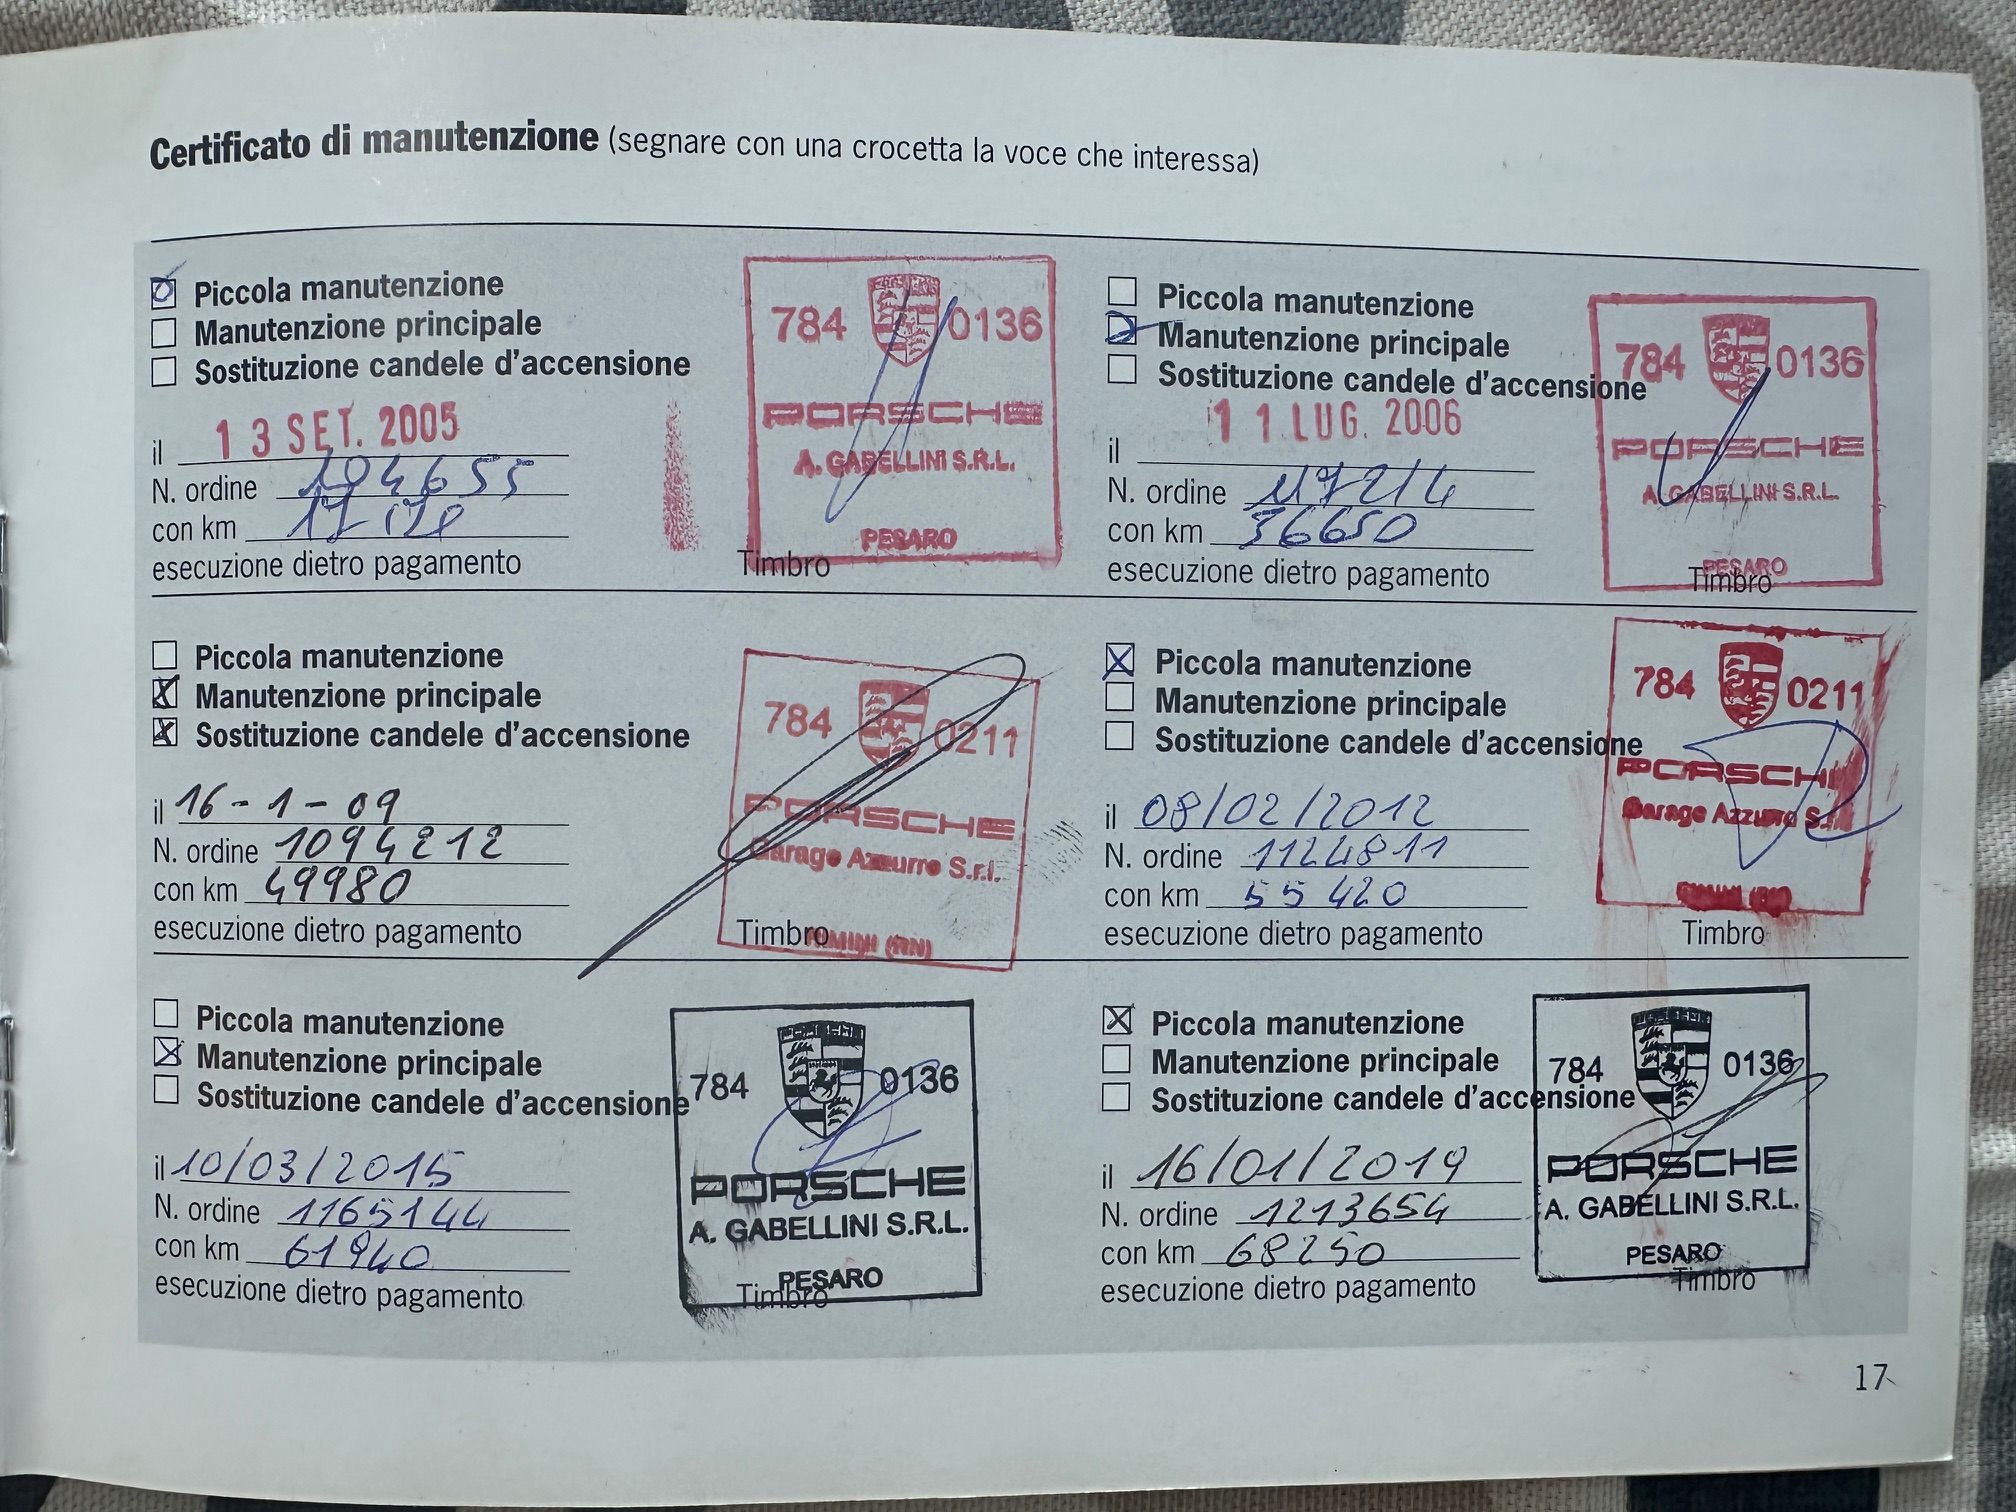 Certificato di manutenzione (segnare con una crocetta la voce che interessa)
Piccola manutenzione
Manutenzione principale
Sostituzione candele d'accensione
il 13 SET. 2005
N. ordine 104655
con km
esecuzione dietro pagamento
784 0136
PORSCHE
A. GABELLINI S.R.L.
PESARO
Timbro
Piccola manutenzione
Manutenzione principale
Sostituzione candele d'accensione
il 11 LUG. 2006
N. ordine
con km 36650
esecuzione dietro pagamento
784 0136
PORSCHE
A. GABELLINI S.R.L.
PESARO
Timbro
Piccola manutenzione
Manutenzione principale
Sostituzione candele d'accensione
il 16-1-09
N. ordine 1094212
con km 49980
esecuzione dietro pagamento
784 0211
PORSCHE
Garage Azzurro S.r.l.
RIMINI (RN)
Timbro
Piccola manutenzione
Manutenzione principale
Sostituzione candele d'accensione
il 08/02/2012
N. ordine 1124811
con km 55420
esecuzione dietro pagamento
784 0211
PORSCHE
Garage Azzurro S.r.l.
RIMINI (RN)
Timbro
Piccola manutenzione
Manutenzione principale
Sostituzione candele d'accensione
il 10/03/2015
N. ordine 1165144
con km 61940
esecuzione dietro pagamento
784 0136
PORSCHE
A. GABELLINI S.R.L.
PESARO
Timbro
Piccola manutenzione
Manutenzione principale
Sostituzione candele d'accensione
il 16/01/2019
N. ordine 1213654
con km 68250
esecuzione dietro pagamento
784 0136
PORSCHE
A. GABELLINI S.R.L.
PESARO
Timbro
17